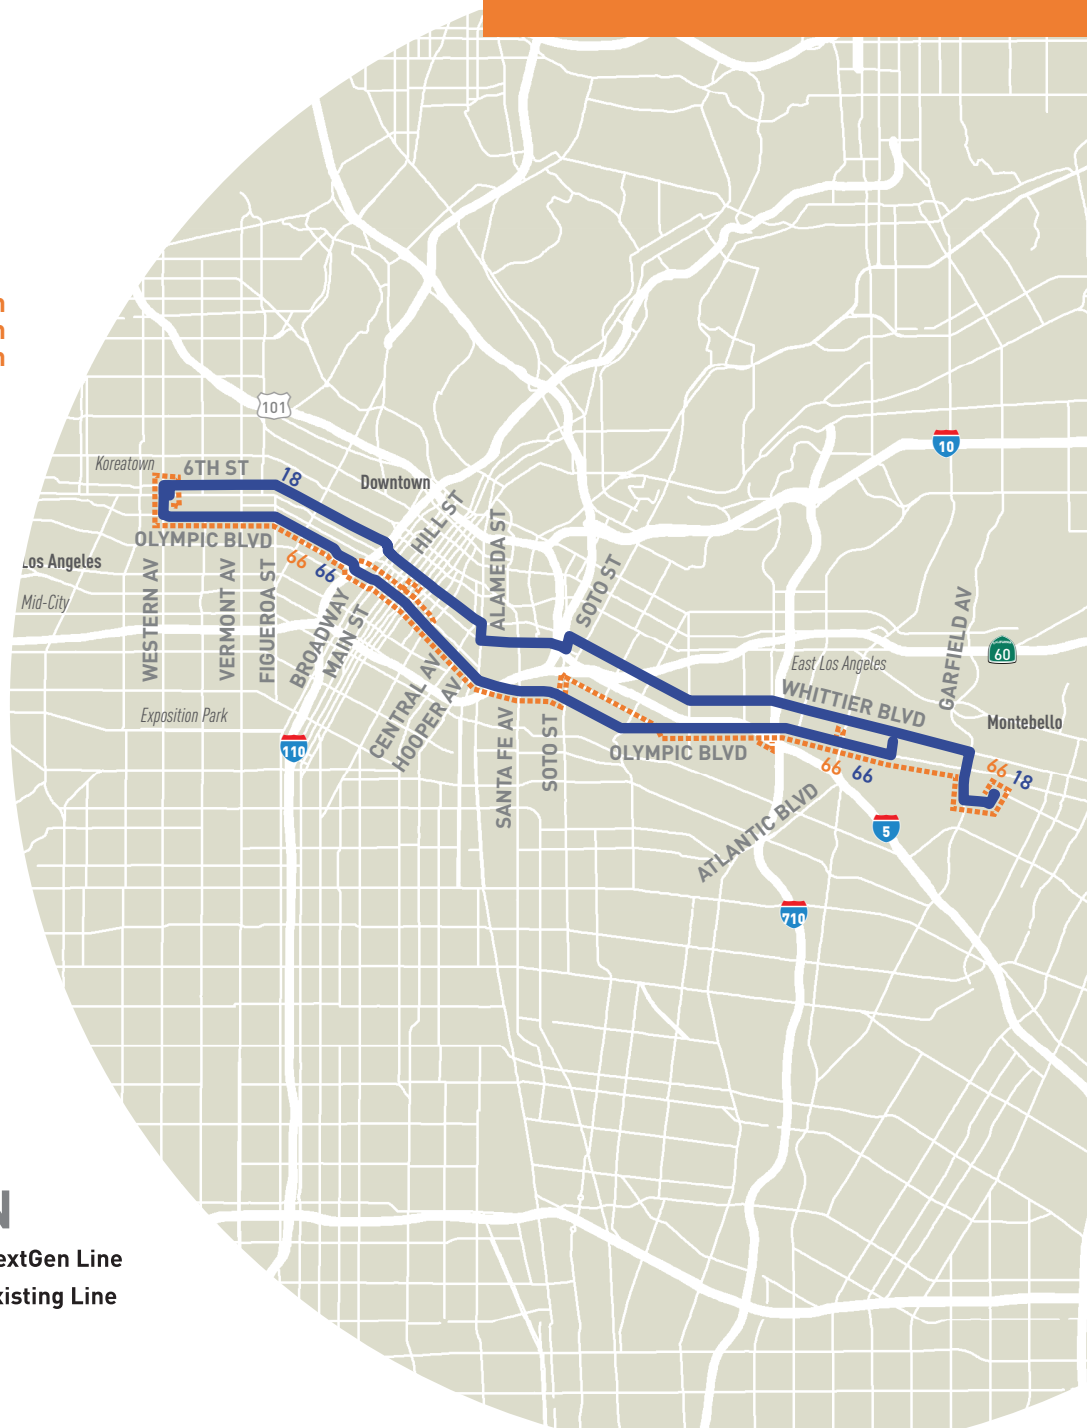 101
10
Koreatown
6TH ST
18
Downtown
HILL ST
ALAMEDA ST
SOTO ST
OLYMPIC BLVD
66
66
Los Angeles
Mid-City
WESTERN AV
VERMONT AV
FIGUEROA ST
BROADWAY
MAIN ST
CENTRAL AV
HOOPER AV
SANTA FE AV
SOTO ST
GARFIELD AV
60
East Los Angeles
WHITTIER BLVD
Montebello
Exposition Park
110
OLYMPIC BLVD
66
66
66
18
ATLANTIC BLVD
5
710
N
extGen Line
xisting Line